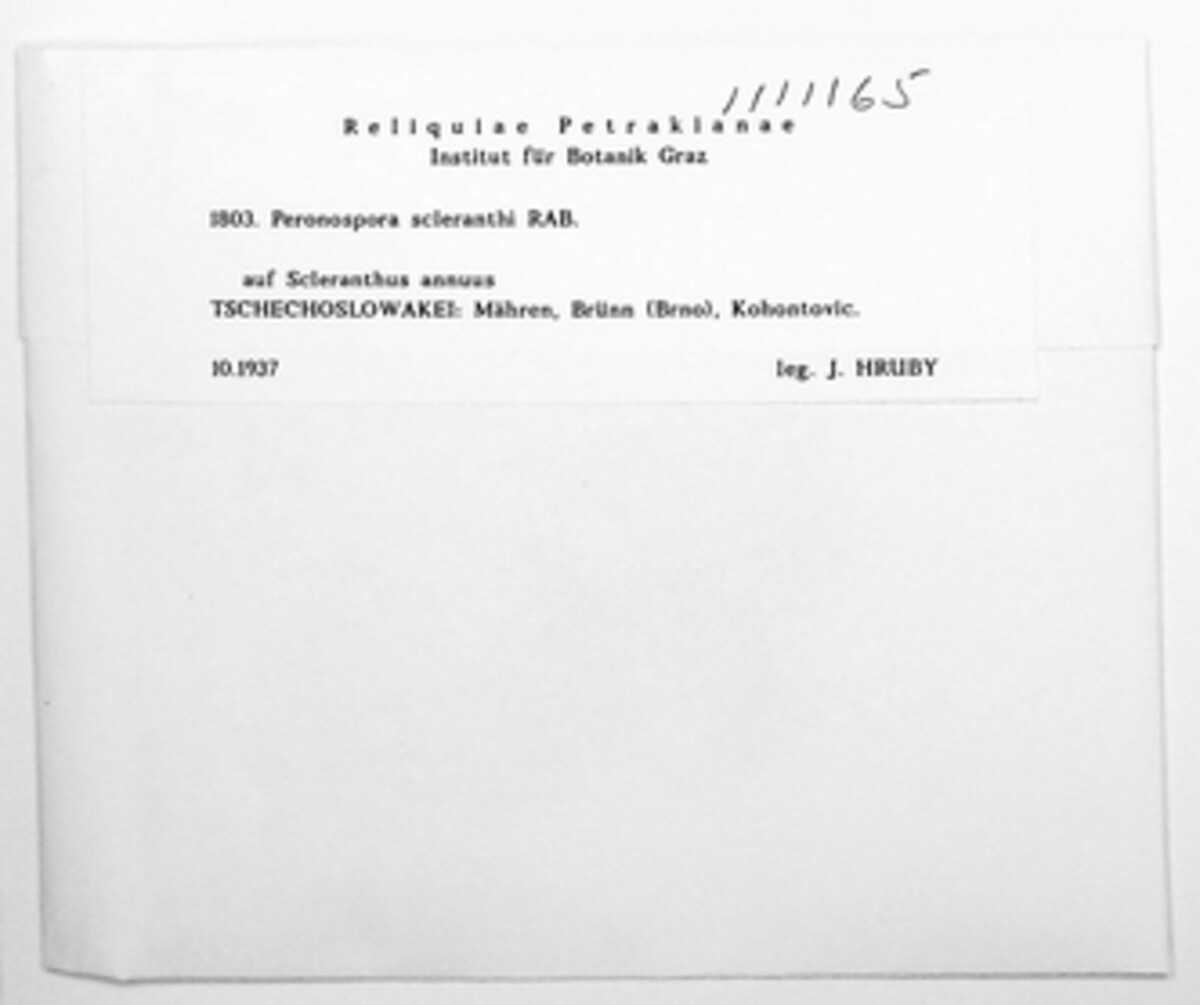 1111165
Reliquiae Petrakianae
Institut für Botanik Graz
1803. Peronospora scleranthi RAB.
auf Scleranthus annuus
TSCHECHOSLOWAKEI: Mähren, Brünn (Brno), Kohontovic.
10.1937 leg. J. HRUBY